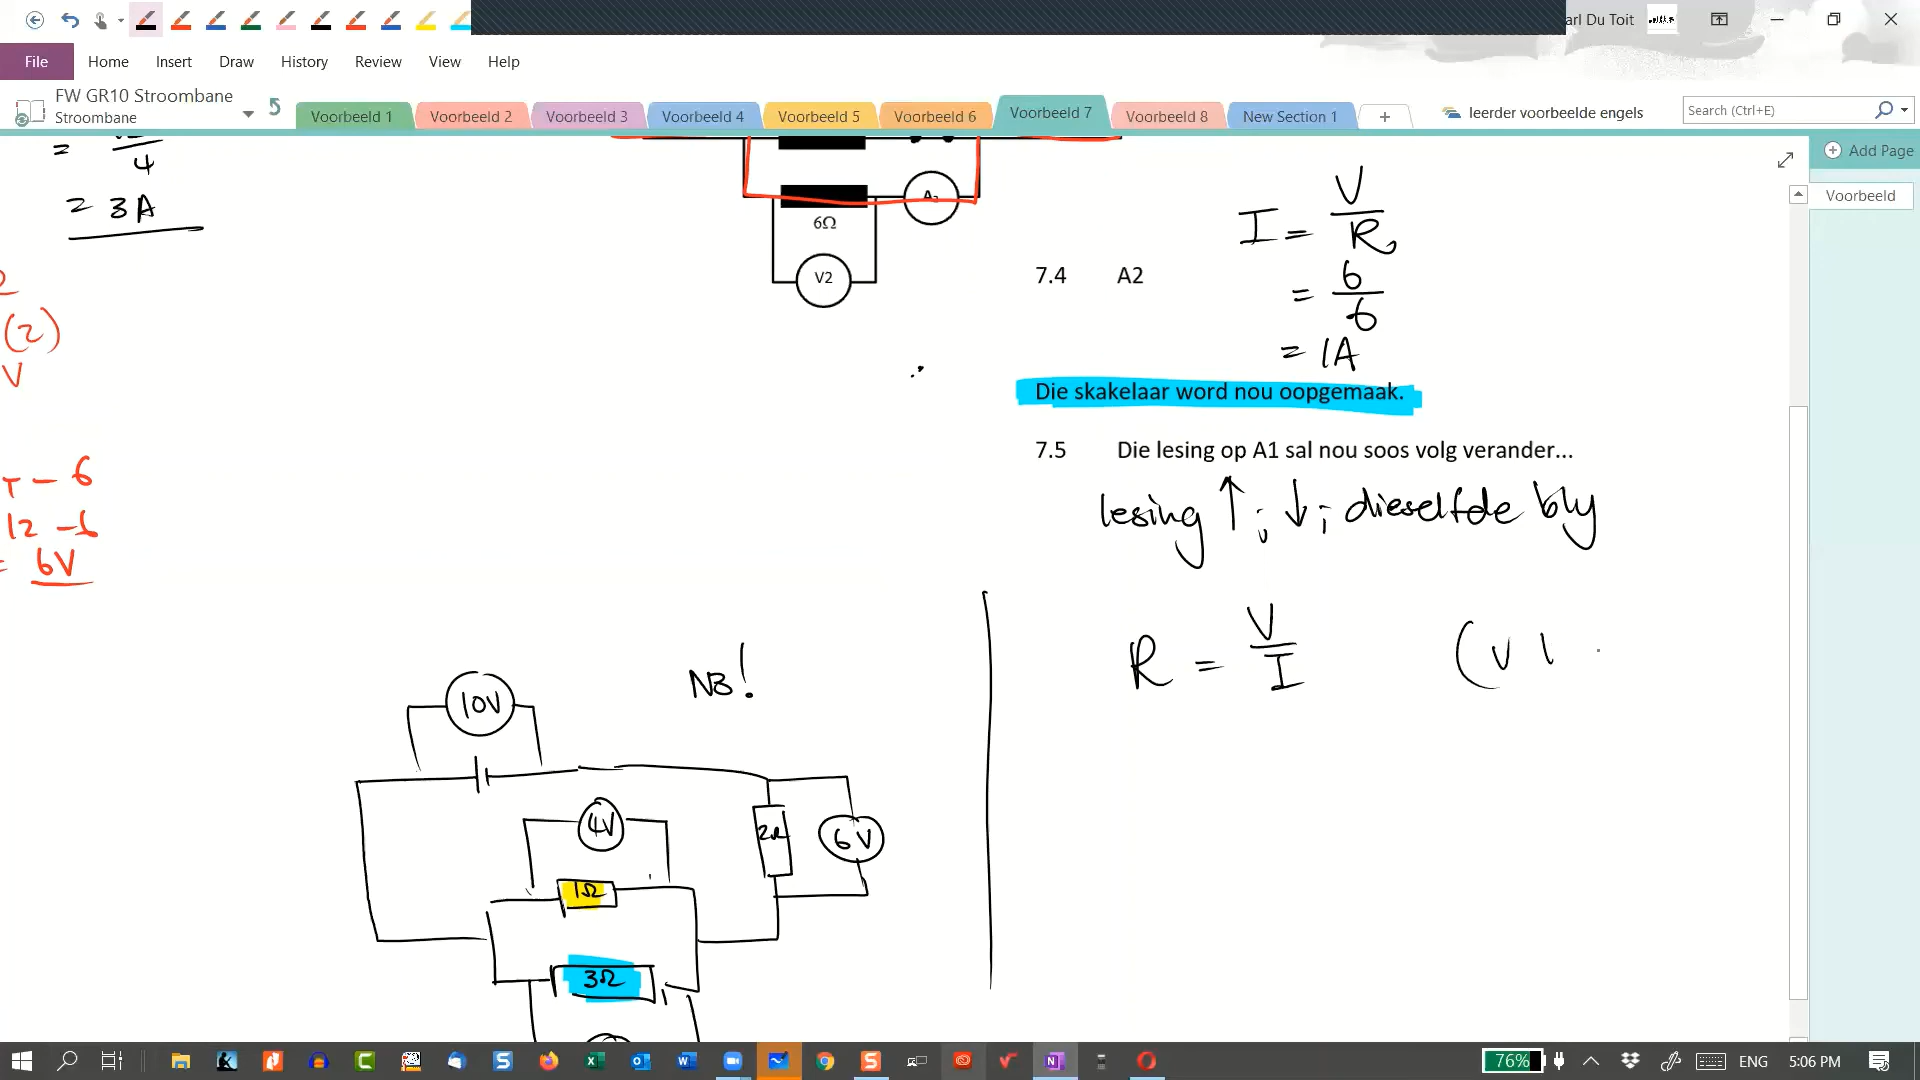 arl Du Toit
File Home Insert Draw History Review View Help
FW GR10 Stroombane
Stroombane
Voorbeeld 1 Voorbeeld 2 Voorbeeld 3 Voorbeeld 4 Voorbeeld 5 Voorbeeld 6 Voorbeeld 7 Voorbeeld 8 New Section 1
leerder voorbeelde engels
Search (Ctrl+E)
Add Page
Voorbeeld
= 4
= 3A
(2)
V
- 6
12 - 6
= 6V
6Ω
V2
I = V/R
= 6/6
= 1A
7.4 A2
Die skakelaar word nou oopgemaak.
7.5 Die lesing op A1 sal nou soos volg verander...
lesing ↑; ↓; dieselfde bly
R = V/I (V
NB!
10V
4V
2Ω
6V
1Ω
3Ω
76%
ENG
5:06 PM